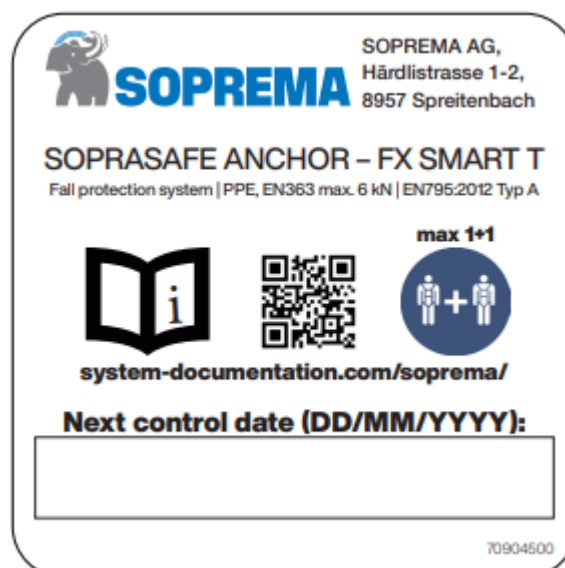 SOPREMA
SOPREMA AG,
Härdlistrasse 1-2,
8957 Spreitenbach
SOPRASAFE ANCHOR – FX SMART T
Fall protection system | PPE, EN363 max. 6 kN | EN795:2012 Typ A
max 1+1
i
+
system-documentation.com/soprema/
Next control date (DD/MM/YYYY):
70904500